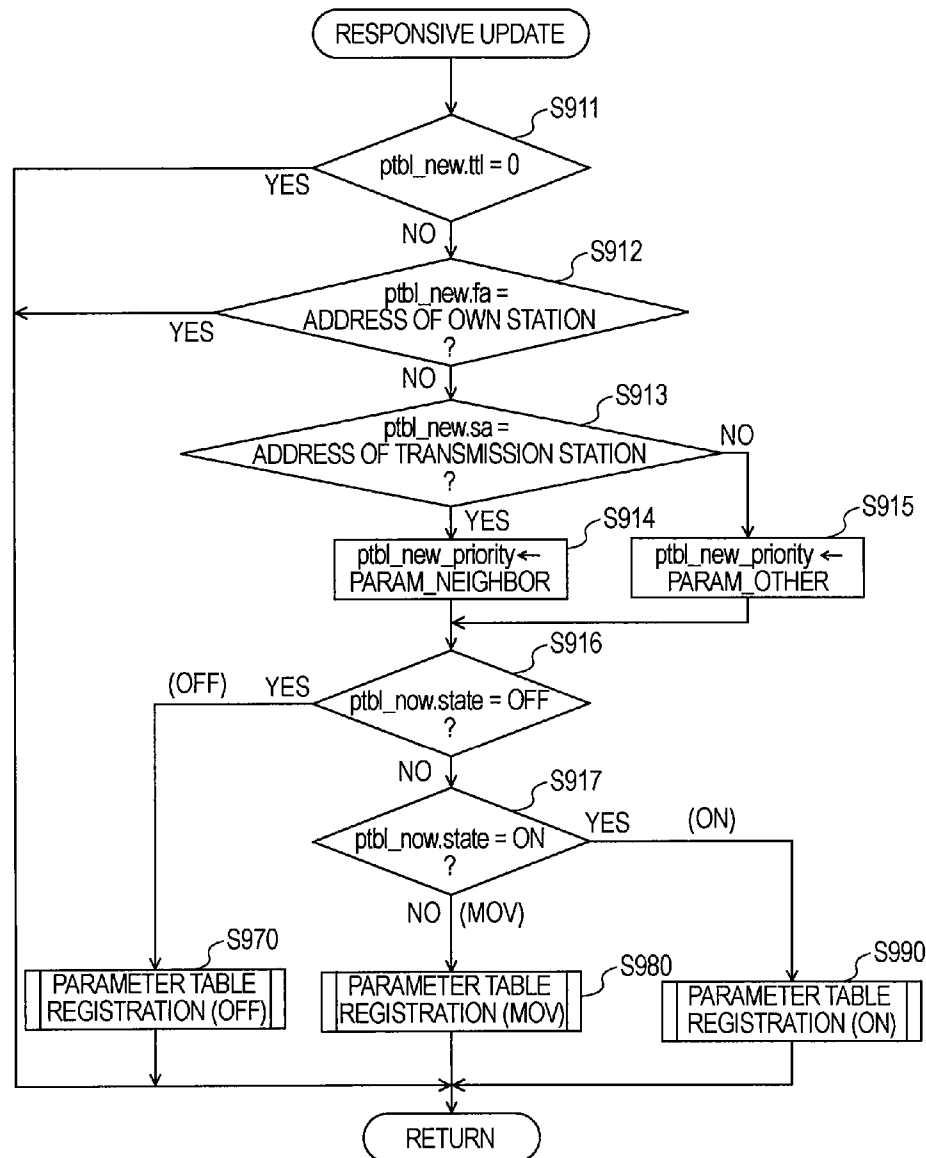 RESPONSIVE UPDATE
S911
ptbl_new.ttl = 0
YES
NO
S912
ptbl_new.fa =
ADDRESS OF OWN STATION
?
YES
NO
S913
ptbl_new.sa =
ADDRESS OF TRANSMISSION STATION
?
NO
YES
S914
ptbl_new_priority ←
PARAM_NEIGHBOR
S915
ptbl_new_priority ←
PARAM_OTHER
S916
(OFF)
YES
ptbl_now.state = OFF
?
NO
S917
ptbl_now.state = ON
?
YES
(ON)
NO
(MOV)
S970
PARAMETER TABLE
REGISTRATION (OFF)
S980
PARAMETER TABLE
REGISTRATION (MOV)
S990
PARAMETER TABLE
REGISTRATION (ON)
RETURN